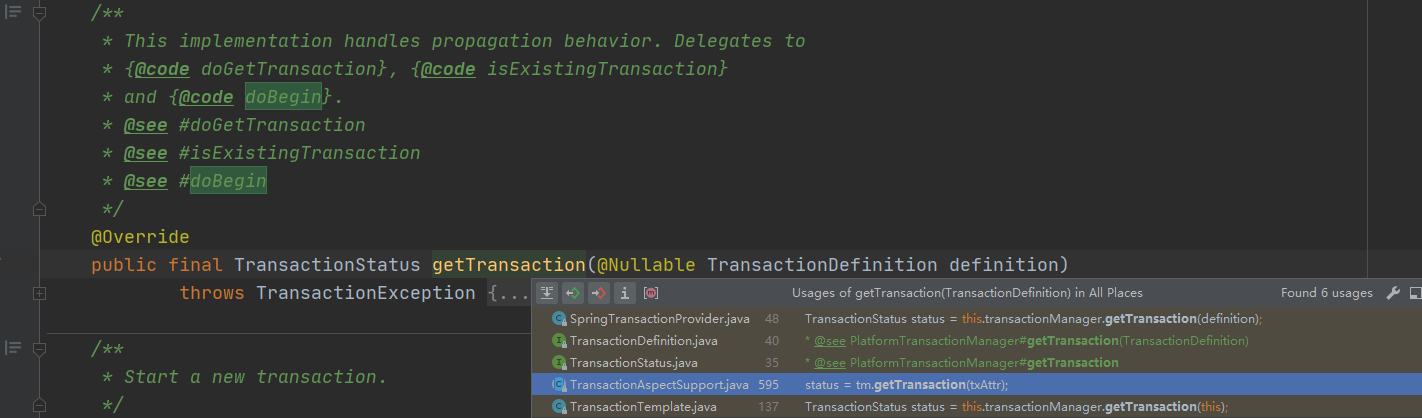 /**
* This implementation handles propagation behavior. Delegates to
* {@code doGetTransaction}, {@code isExistingTransaction}
* and {@code doBegin}.
* @see #doGetTransaction
* @see #isExistingTransaction
* @see #doBegin
*/
@Override
public final TransactionStatus getTransaction(@Nullable TransactionDefinition definition)
throws TransactionException {...
Usages of getTransaction(TransactionDefinition) in All Places Found 6 usages
SpringTransactionProvider.java 48 TransactionStatus status = this.transactionManager.getTransaction(definition);
TransactionDefinition.java 40 * @see PlatformTransactionManager#getTransaction(TransactionDefinition)
TransactionStatus.java 35 * @see PlatformTransactionManager#getTransaction
TransactionAspectSupport.java 595 status = tm.getTransaction(txAttr);
TransactionTemplate.java 137 TransactionStatus status = this.transactionManager.getTransaction(this);
/**
* Start a new transaction.
*/